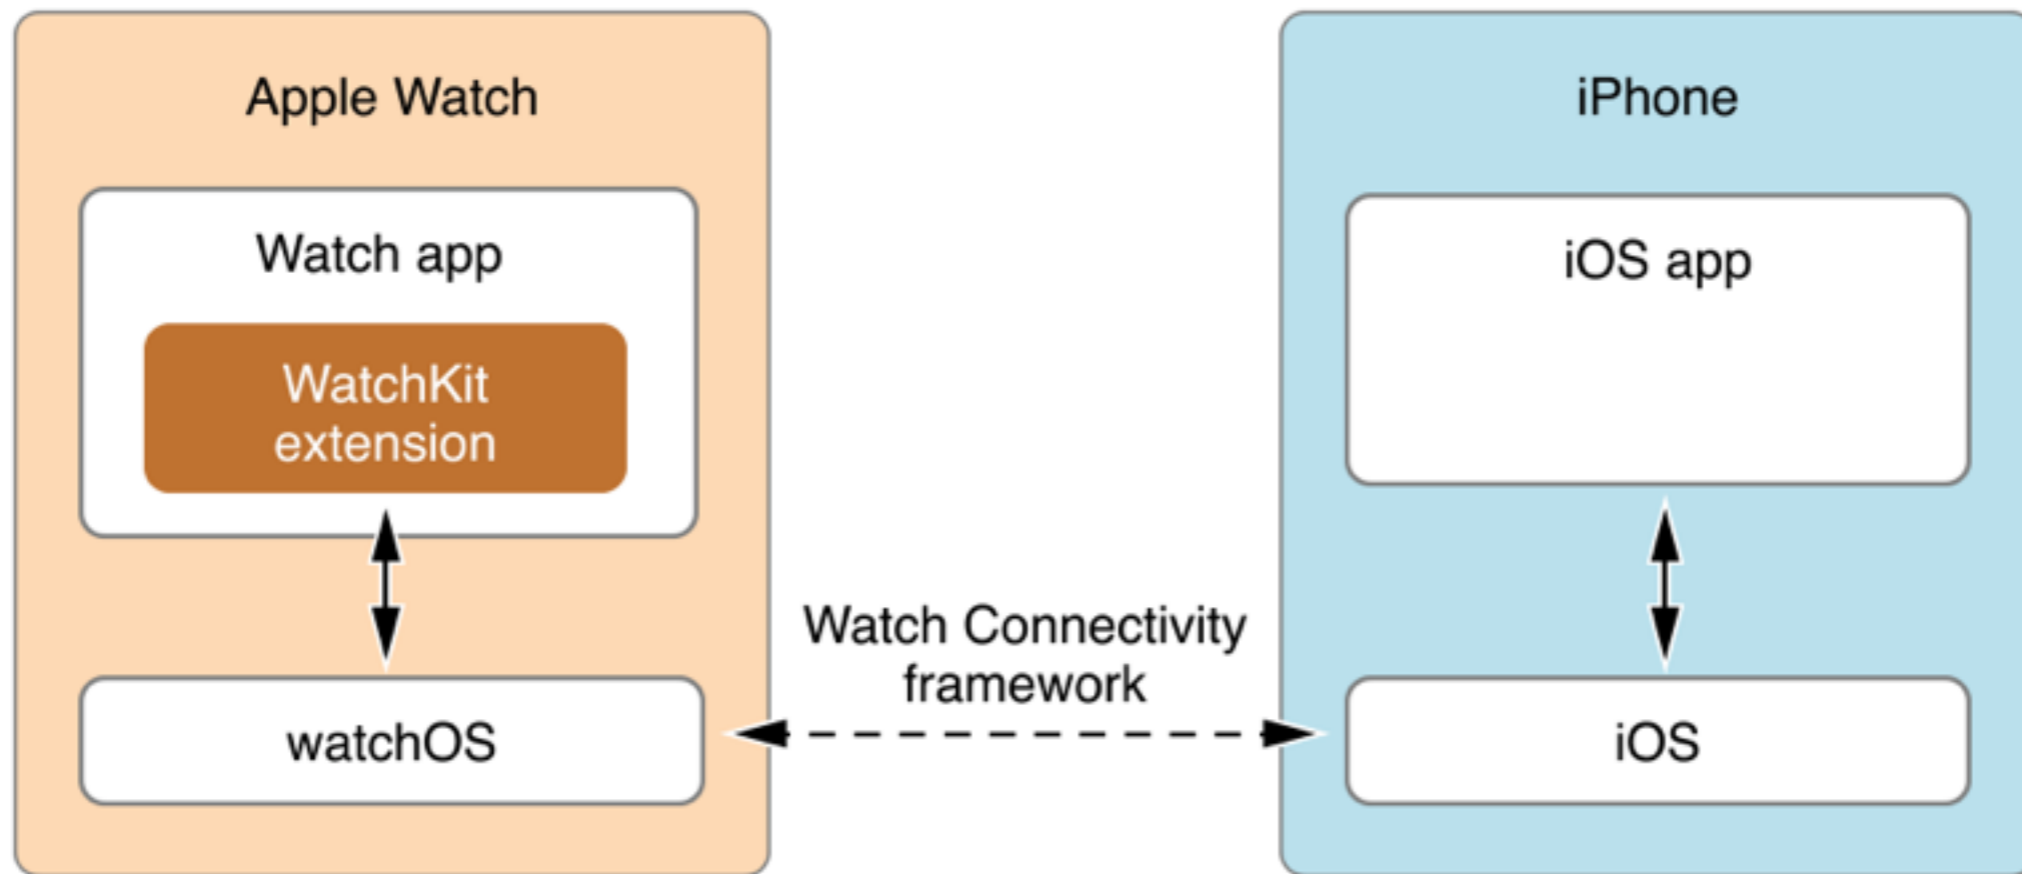 Apple Watch
Watch app
WatchKit
extension
watchOS
Watch Connectivity
framework
iPhone
iOS app
iOS